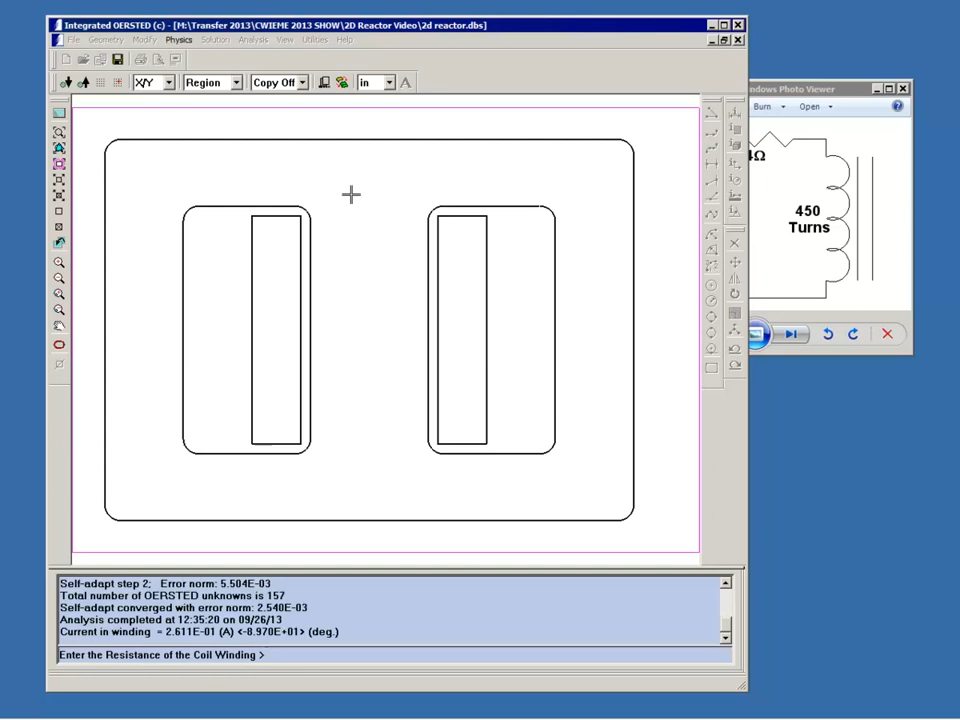 Integrated OERSTED (c) - [M:\Transfer 2013\CWIEME 2013 SHOW\2D Reactor Video\2d reactor.dbs]
File Geometry Modify Physics Solution Analysis View Utilities Help
X/Y Region Copy Off in A
ndows Photo Viewer
Burn Open
4Ω
450
Turns
Self-adapt step 2; Error norm: 5.504E-03
Total number of OERSTED unknowns is 157
Self-adapt converged with error norm: 2.540E-03
Analysis completed at 12:35:20 on 09/26/13
Current in winding = 2.611E-01 (A) <-8.970E+01> (deg.)
Enter the Resistance of the Coil Winding >